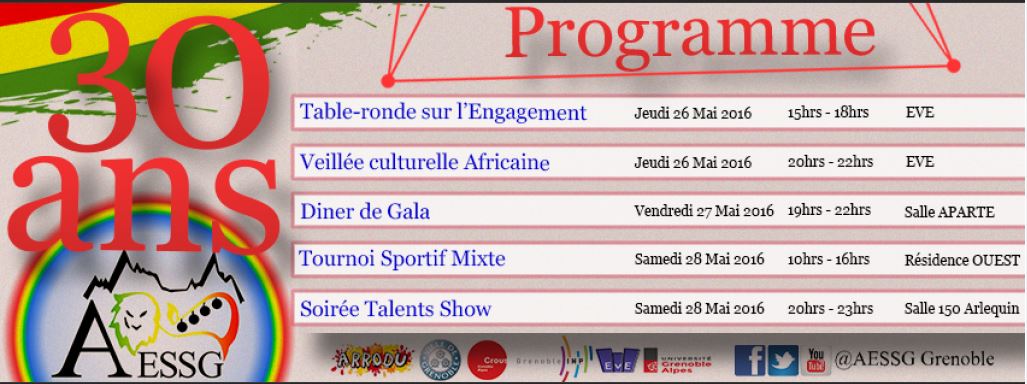 30
ans
Programme
Table-ronde sur l'Engagement Jeudi 26 Mai 2016 15hrs - 18hrs EVE
Veillée culturelle Africaine Jeudi 26 Mai 2016 20hrs - 22hrs EVE
Diner de Gala Vendredi 27 Mai 2016 19hrs - 22hrs Salle APARTE
Tournoi Sportif Mixte Samedi 28 Mai 2016 10hrs - 16hrs Résidence OUEST
Soirée Talents Show Samedi 28 Mai 2016 20hrs - 23hrs Salle 150 Arlequin
AESSG
ARRODU
VILLE DE GRENOBLE
Crous
Grenoble INP
EVE
UNIVERSITÉ
Grenoble
Alpes
You
Tube
@AESSG Grenoble